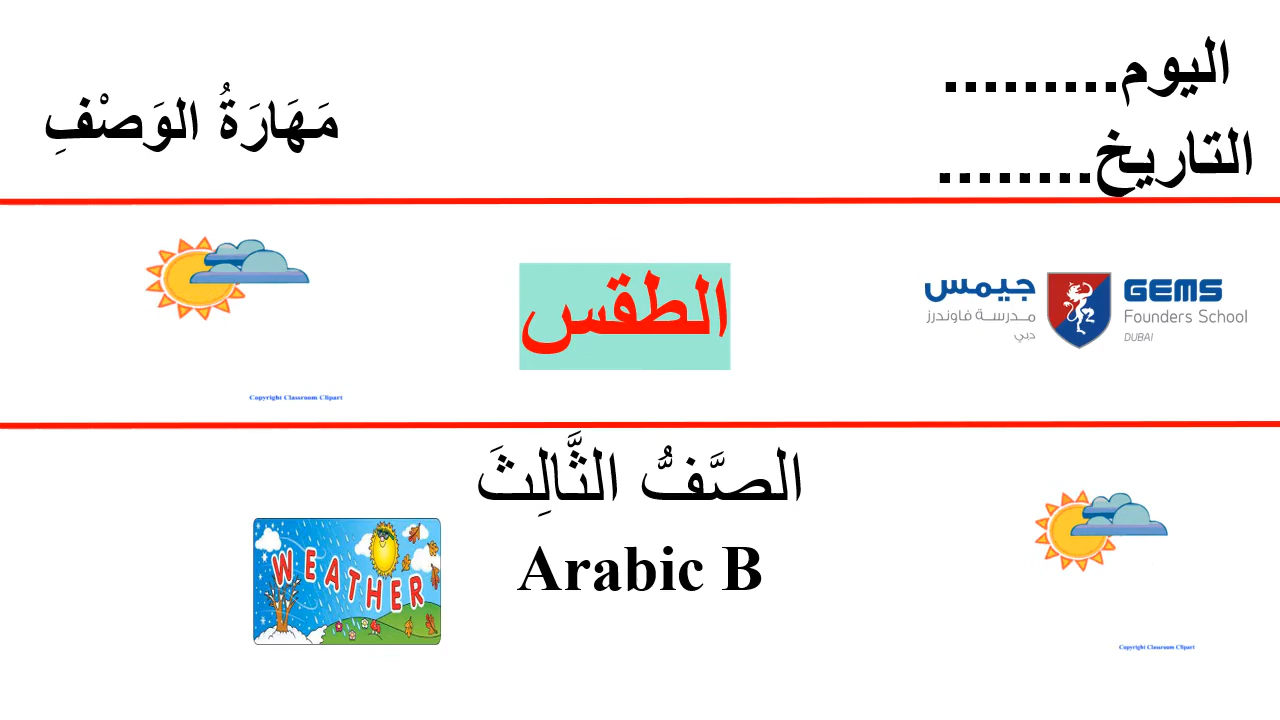 اليوم.........
التاريخ........
مَهَارَةُ الوَصْفِ
الطقس
جيمس
مدرسة فاوندرز
دبي
GEMS
Founders School
DUBAI
Copyright Classroom Clipart
الصَّفُّ الثَّالِثَ
Arabic B
WEATHER
Copyright Classroom Clipart